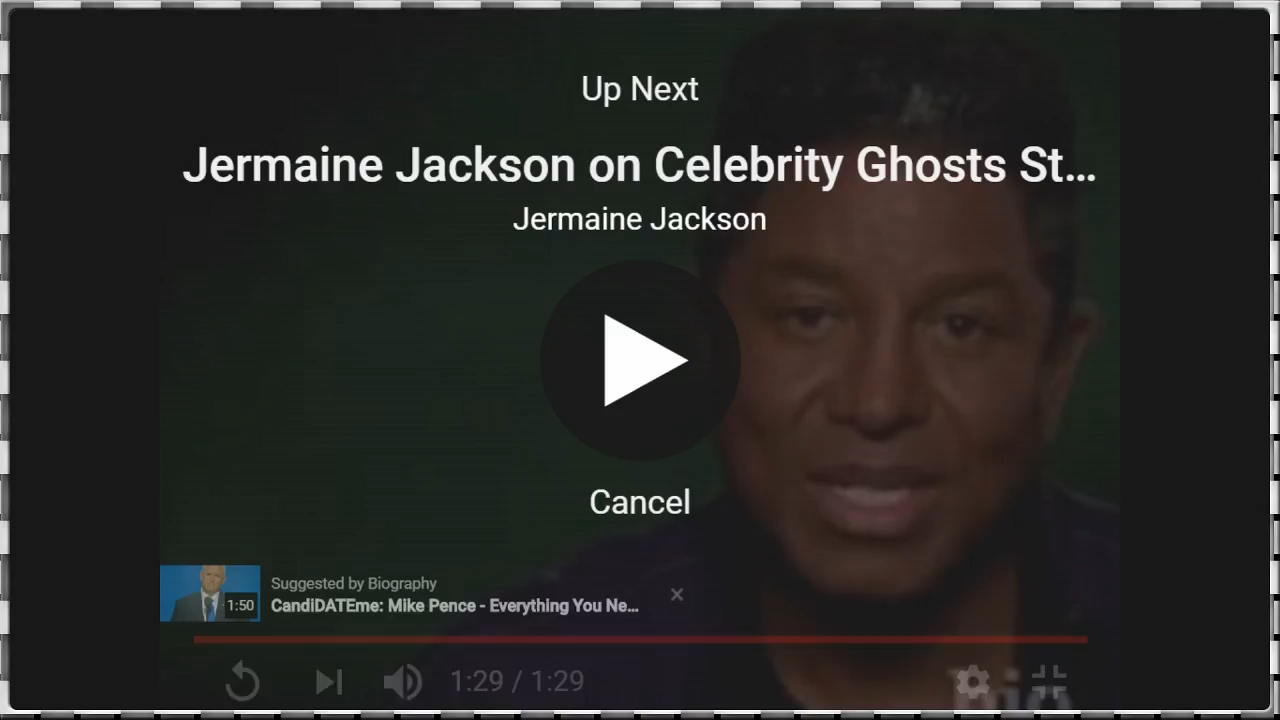 Up Next
Jermaine Jackson on Celebrity Ghosts St...
Jermaine Jackson
Cancel
Suggested by Biography
1:50
CandiDATEme: Mike Pence - Everything You Ne...
1:29 / 1:29